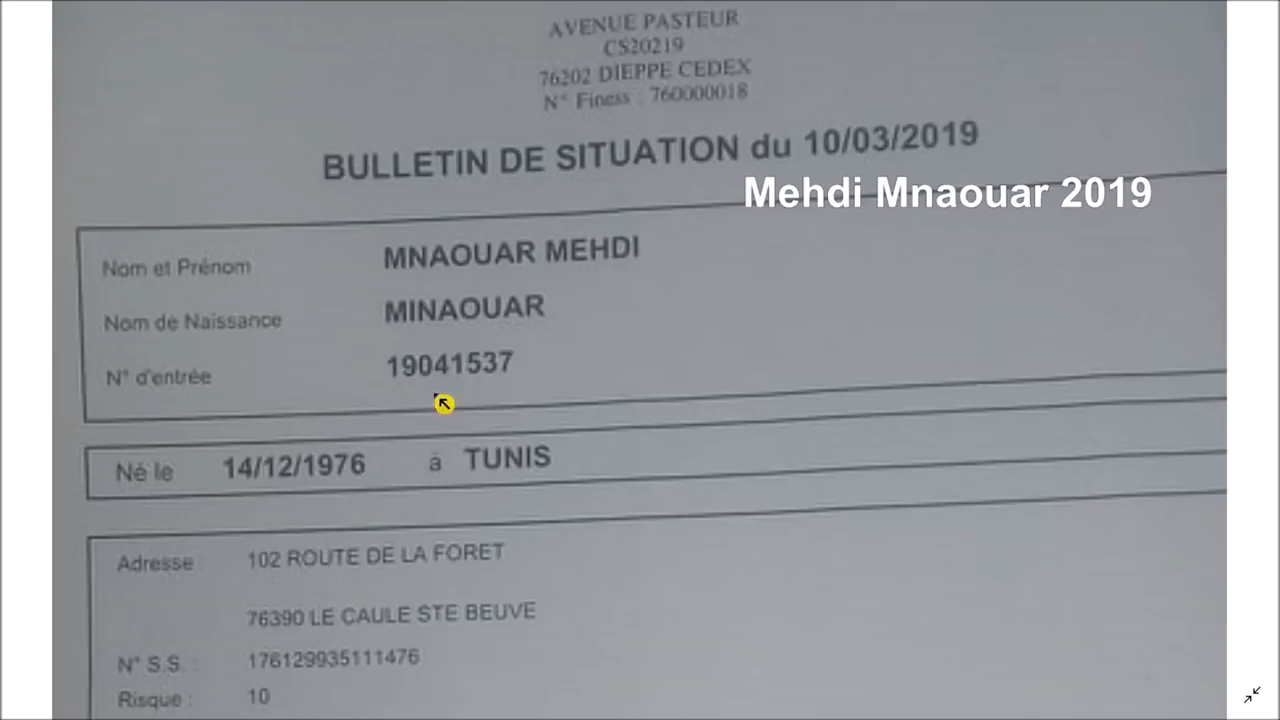 AVENUE PASTEUR
CS20219
76202 DIEPPE CEDEX
N° Finess : 760000018
BULLETIN DE SITUATION du 10/03/2019
Mehdi Mnaouar 2019
Nom et Prénom MNAOUAR MEHDI
Nom de Naissance MINAOUAR
N° d'entrée 19041537
Né le 14/12/1976 à TUNIS
Adresse 102 ROUTE DE LA FORET
76390 LE CAULE STE BEUVE
N° S.S. : 176129935111476
Risque : 10